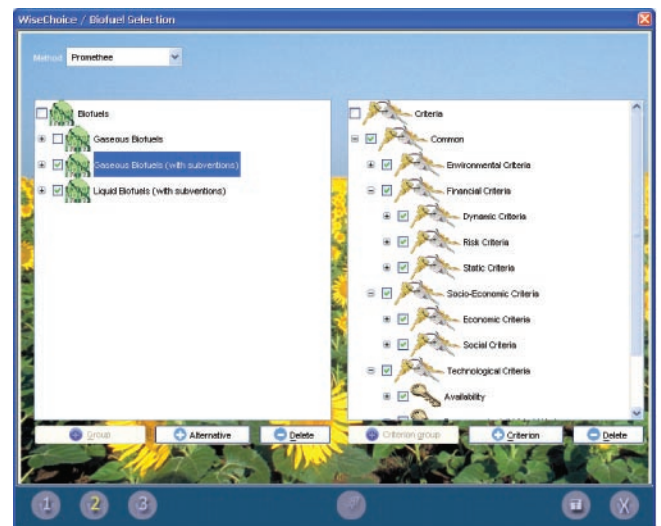 WiseChoice / Biofuel Selection
Method Promethee
Biofuels
Gaseous Biofuels
Gaseous Biofuels (with subventions)
Liquid Biofuels (with subventions)
Criteria
Common
Environmental Criteria
Financial Criteria
Dynamic Criteria
Risk Criteria
Static Criteria
Socio-Economic Criteria
Economic Criteria
Social Criteria
Technological Criteria
Availability
Group Alternative Delete
Criterion group Criterion Delete
1 2 3 X